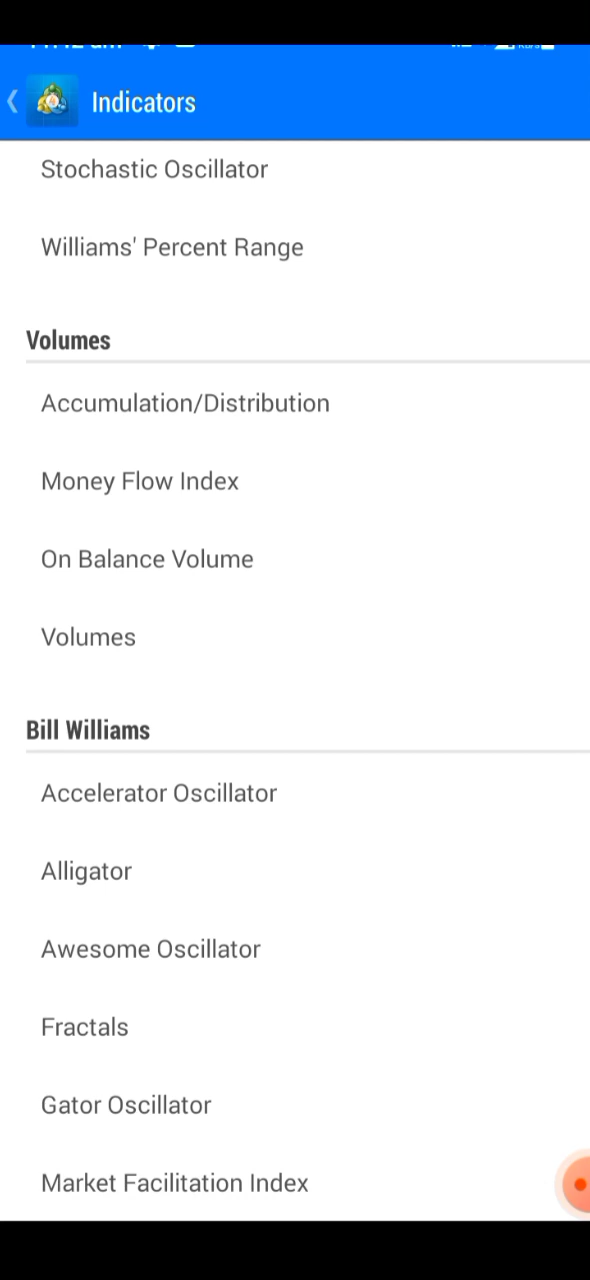 Indicators
Stochastic Oscillator
Williams' Percent Range
Volumes
Accumulation/Distribution
Money Flow Index
On Balance Volume
Volumes
Bill Williams
Accelerator Oscillator
Alligator
Awesome Oscillator
Fractals
Gator Oscillator
Market Facilitation Index